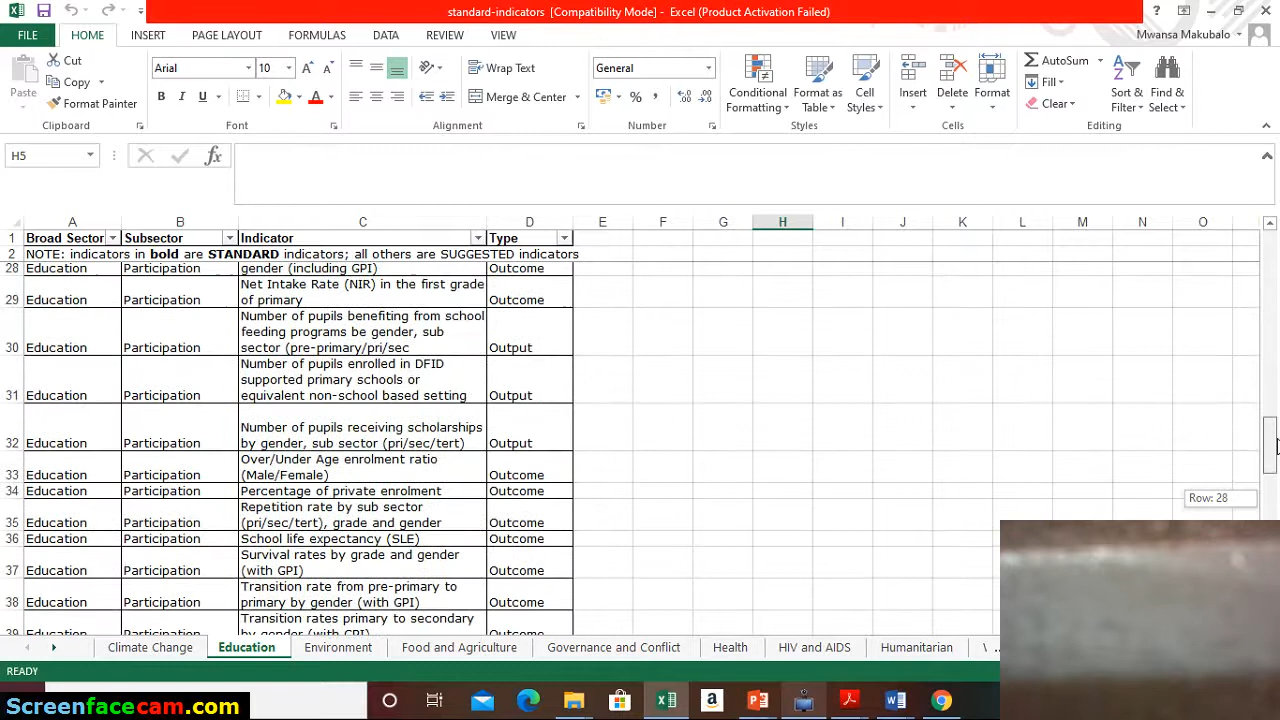 standard-indicators [Compatibility Mode] - Excel (Product Activation Failed)
FILE HOME INSERT PAGE LAYOUT FORMULAS DATA REVIEW VIEW Mwansa Makubalo
Paste Cut Copy Format Painter Clipboard
Arial 10 B I U A Font
Wrap Text Merge & Center Alignment
General % , Number
Conditional Formatting Format as Table Cell Styles Styles
Insert Delete Format Cells
AutoSum Fill Clear Sort & Filter Find & Select Editing
H5 fx
A B C D E F G H I J K L M N O
1 Broad Sector Subsector Indicator Type
2 NOTE: indicators in bold are STANDARD indicators; all others are SUGGESTED indicators
28 Education Participation gender (including GPI) Outcome
Net Intake Rate (NIR) in the first grade
29 Education Participation of primary Outcome
Number of pupils benefiting from school
feeding programs be gender, sub
30 Education Participation sector (pre-primary/pri/sec Output
Number of pupils enrolled in DFID
supported primary schools or
31 Education Participation equivalent non-school based setting Output
Number of pupils receiving scholarships
32 Education Participation by gender, sub sector (pri/sec/tert) Output
Over/Under Age enrolment ratio
33 Education Participation (Male/Female) Outcome
34 Education Participation Percentage of private enrolment Outcome
Repetition rate by sub sector
35 Education Participation (pri/sec/tert), grade and gender Outcome
36 Education Participation School life expectancy (SLE) Outcome
Survival rates by grade and gender
37 Education Participation (with GPI) Outcome
Transition rate from pre-primary to
38 Education Participation primary by gender (with GPI) Outcome
Transition rates primary to secondary
39 Education Participation by gender (with GPI) Outcome
Row: 28
Climate Change Education Environment Food and Agriculture Governance and Conflict Health HIV and AIDS Humanitarian
READY
Screenfacecam.com